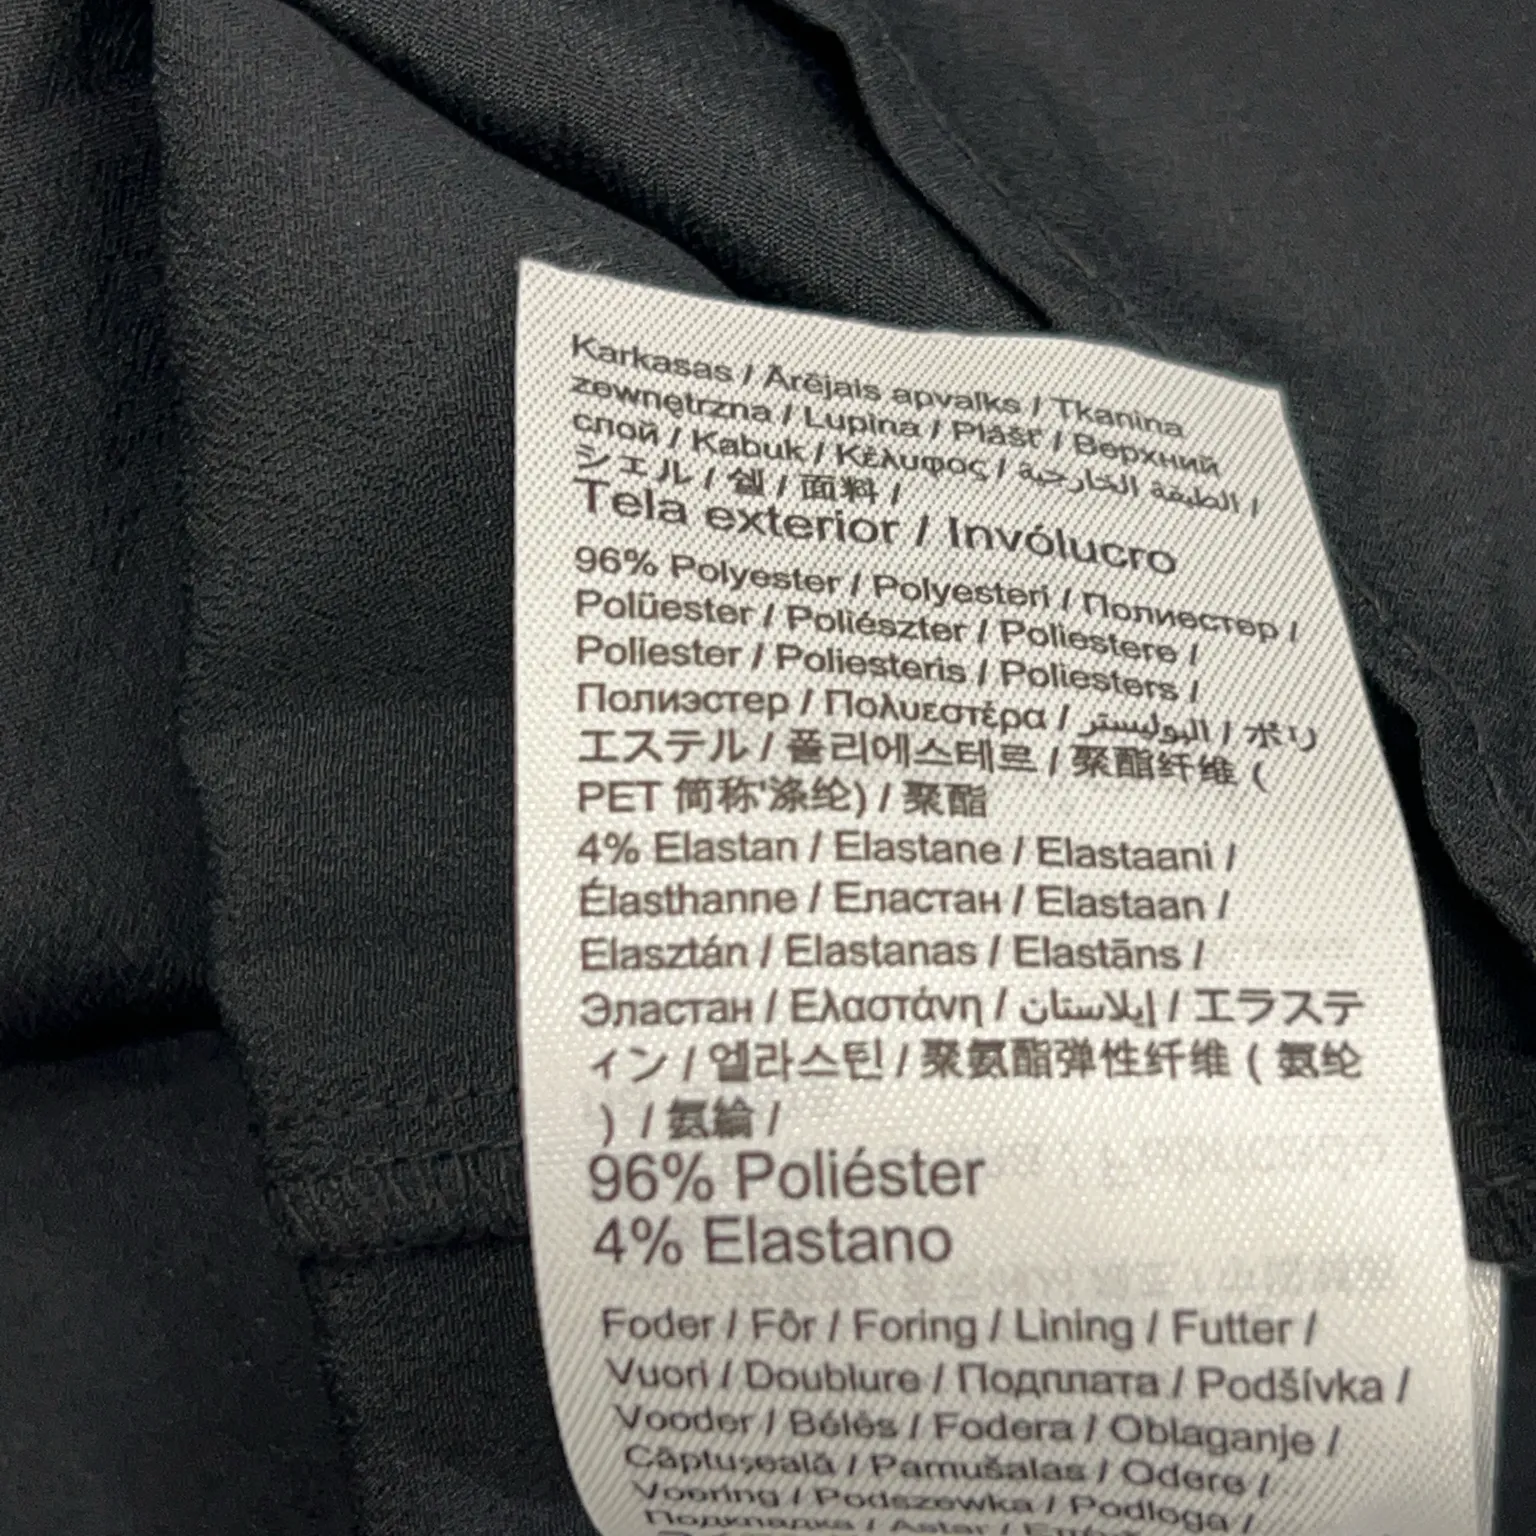 Karkasas / Ārējais apvalks / Tkanina
zewnętrzna / Lupina / Plášť / Верхний
слой / Kabuk / Κέλυφος / الطبقة الخارجية /
シェル / 쉘 / 面料 /
Tela exterior / Invólucro
96% Polyester / Polyesteri / Полиестер /
Polüester / Poliészter / Poliestere /
Poliester / Poliesteris / Poliesters /
Полиэстер / Πολυεστέρα / البوليستر / ポリ
エステル / 폴리에스테르 / 聚酯纤维 (
PET 简称'涤纶) / 聚酯
4% Elastan / Elastane / Elastaani /
Élasthanne / Еластан / Elastaan /
Elasztán / Elastanas / Elastāns /
Эластан / Ελαστάνη / إيلاستان / エラステ
ィン / 엘라스틴 / 聚氨酯弹性纤维 ( 氨纶
) / 氨綸 /
96% Poliéster
4% Elastano
Foder / Fôr / Foring / Lining / Futter /
Vuori / Doublure / Подплата / Podšívka /
Vooder / Bélés / Fodera / Oblaganje /
Căptuşeală / Pamušalas / Odere /
Voering / Podszewka / Podloga /
Подкладка / Astar /